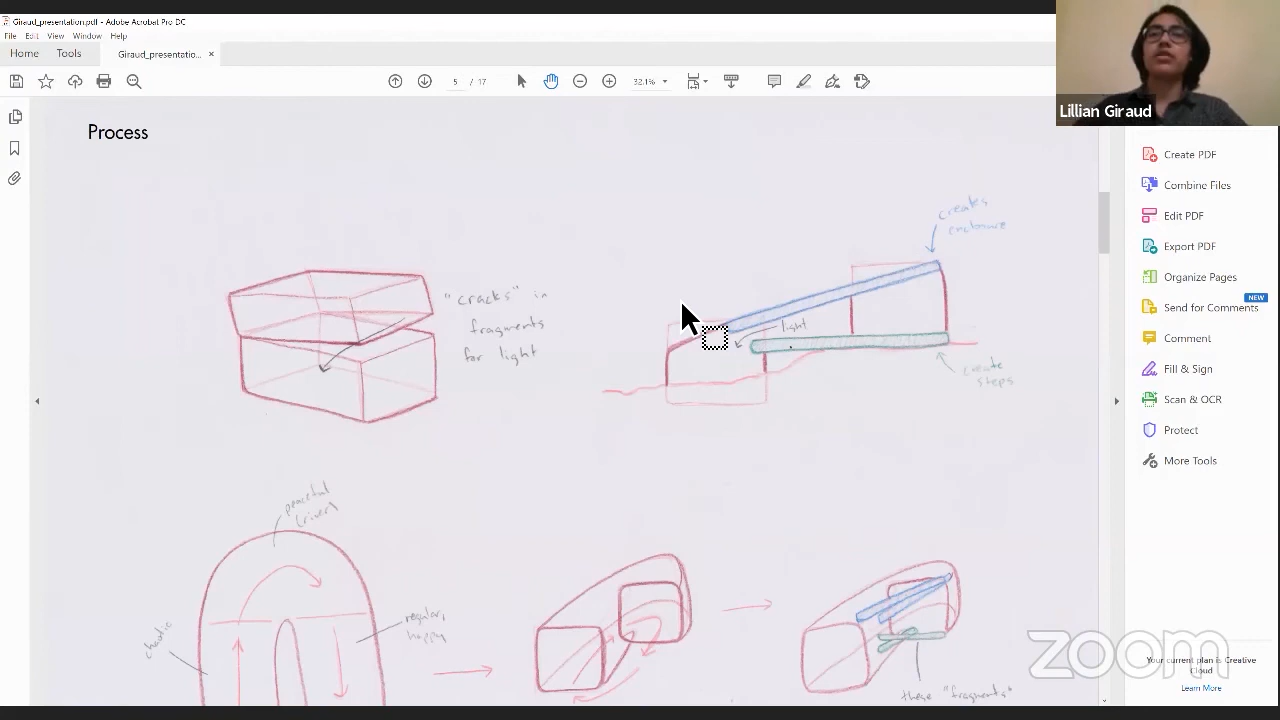 Giraud_presentation.pdf - Adobe Acrobat Pro DC
File Edit View Window Help
Home Tools Giraud_presentatio... ×
5 / 17 32.1%
Lillian Giraud
Process
"cracks" in
fragments
for light
creates
enclosure
light
create
steps
peaceful
(river)
chaotic
regular,
happy
these "fragments"
Create PDF
Combine Files
Edit PDF
Export PDF
Organize Pages
NEW
Send for Comments
Comment
Fill & Sign
Scan & OCR
Protect
More Tools
Your current plan is Creative
Cloud
Learn More
zoom